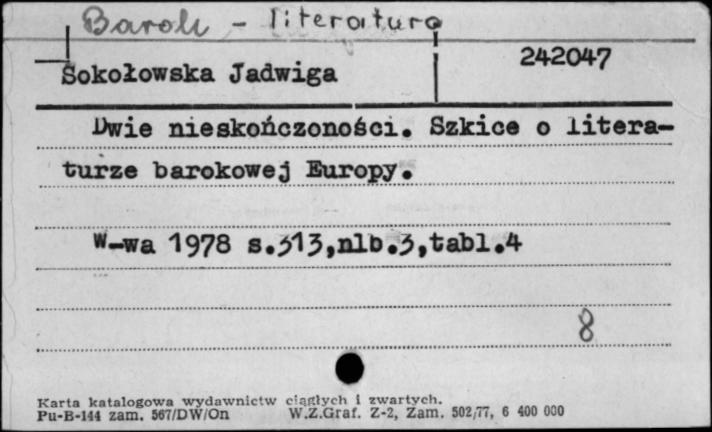 Barok - literatura
Sokołowska Jadwiga 242047
Dwie nieskończoności. Szkice o litera-
turze barokowej Europy.
W-wa 1978 s.313,nlb.3,tabl.4
8
Karta katalogowa wydawnictw ciągłych i zwartych.
Pu-B-144 zam. 567/DW/On W.Z.Graf. Z-2, Zam. 502/77, 6 400 000